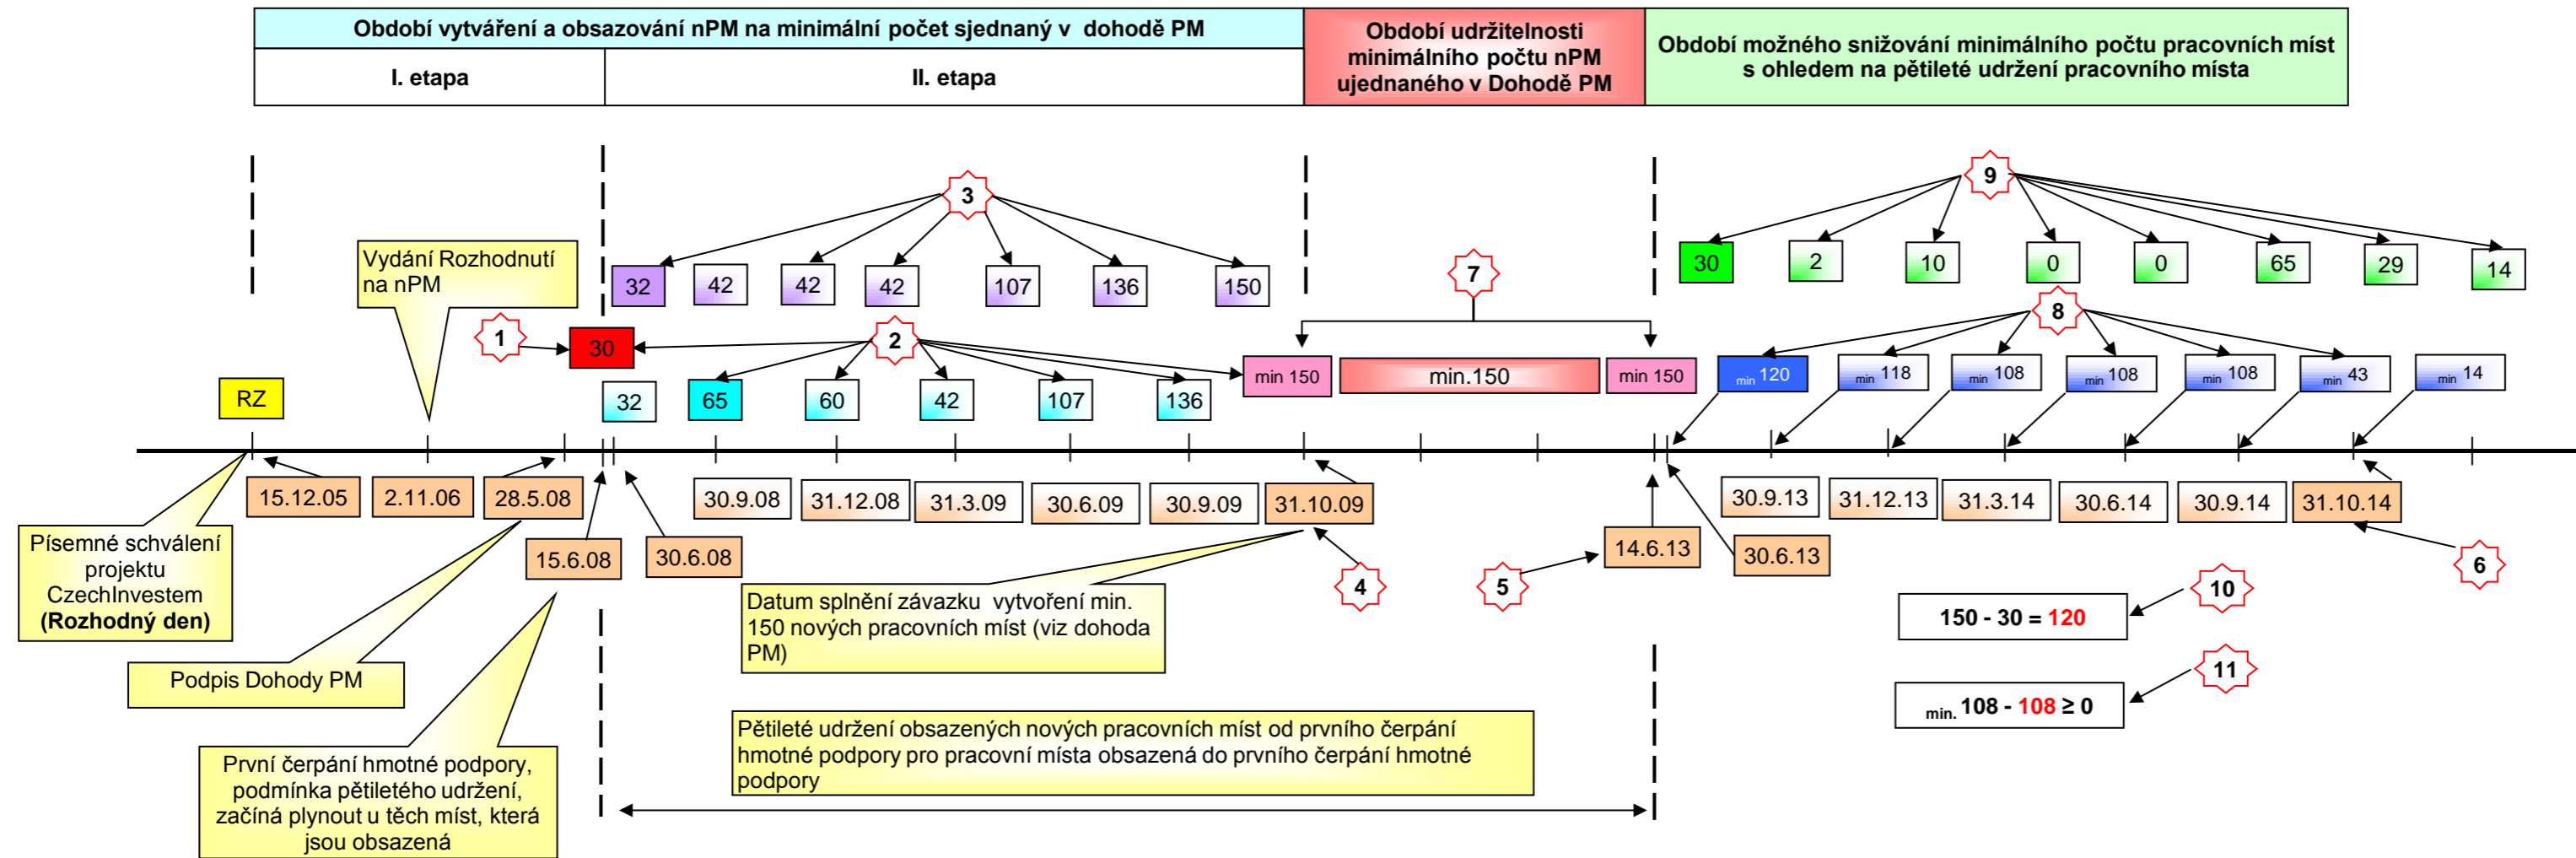 Období vytváření a obsazování nPM na minimální počet sjednaný v dohodě PM
I. etapa
II. etapa
Období udržitelnosti
minimálního počtu nPM
ujednaného v Dohodě PM
Období možného snižování minimálního počtu pracovních míst
s ohledem na pětileté udržení pracovního místa
3
9
Vydání Rozhodnutí
na nPM
32
42
42
42
107
136
150
7
30
2
10
0
0
65
29
14
1
30
2
8
RZ
32
65
60
42
107
136
min 150
min.150
min 150
min 120
min 118
min 108
min 108
min 108
min 43
min 14
15.12.05
2.11.06
28.5.08
30.9.08
31.12.08
31.3.09
30.6.09
30.9.09
31.10.09
30.9.13
31.12.13
31.3.14
30.6.14
30.9.14
31.10.14
15.6.08
30.6.08
14.6.13
30.6.13
Písemné schválení
projektu
CzechInvestem
(Rozhodný den)
4
5
6
Datum splnění závazku vytvoření min.
150 nových pracovních míst (viz dohoda
PM)
10
150 - 30 = 120
Podpis Dohody PM
11
min. 108 - 108 ≥ 0
Pětileté udržení obsazených nových pracovních míst od prvního čerpání
hmotné podpory pro pracovní místa obsazená do prvního čerpání hmotné
podpory
První čerpání hmotné podpory,
podmínka pětiletého udržení,
začíná plynout u těch míst, která
jsou obsazená